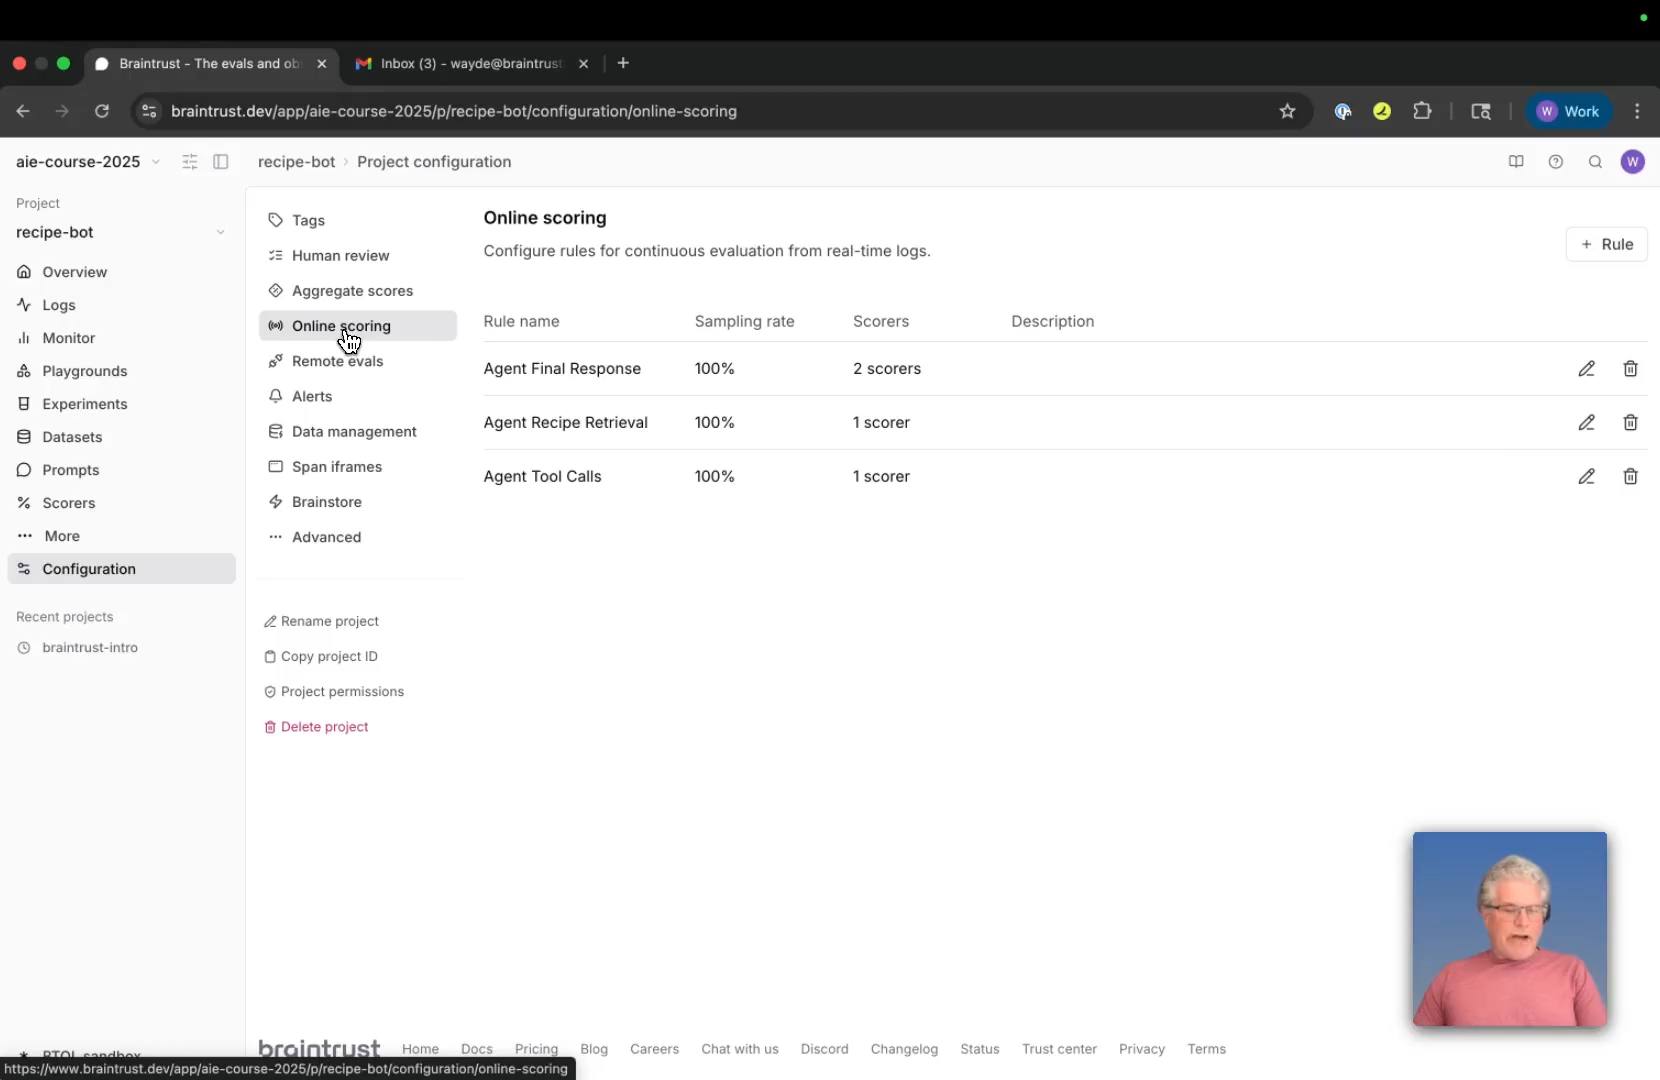 Braintrust - The evals and ob
Inbox (3) - wayde@braintrust
braintrust.dev/app/aie-course-2025/p/recipe-bot/configuration/online-scoring
W Work
aie-course-2025
recipe-bot › Project configuration
W
Project
recipe-bot
Overview
Logs
Monitor
Playgrounds
Experiments
Datasets
Prompts
Scorers
More
Configuration
Recent projects
braintrust-intro
BTQL sandbox
Tags
Human review
Aggregate scores
Online scoring
Remote evals
Alerts
Data management
Span iframes
Brainstore
Advanced
Rename project
Copy project ID
Project permissions
Delete project
Online scoring
Configure rules for continuous evaluation from real-time logs.
+ Rule
Rule name Sampling rate Scorers Description
Agent Final Response 100% 2 scorers
Agent Recipe Retrieval 100% 1 scorer
Agent Tool Calls 100% 1 scorer
braintrust Home Docs Pricing Blog Careers Chat with us Discord Changelog Status Trust center Privacy Terms
https://www.braintrust.dev/app/aie-course-2025/p/recipe-bot/configuration/online-scoring